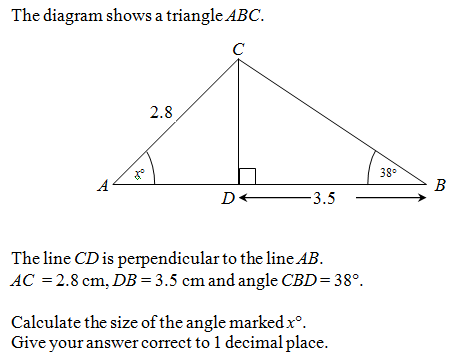 The diagram shows a triangle ABC.
C
2.8
x°
38°
A
B
D
3.5
The line CD is perpendicular to the line AB.
AC = 2.8 cm, DB = 3.5 cm and angle CBD = 38°.
Calculate the size of the angle marked x°.
Give your answer correct to 1 decimal place.